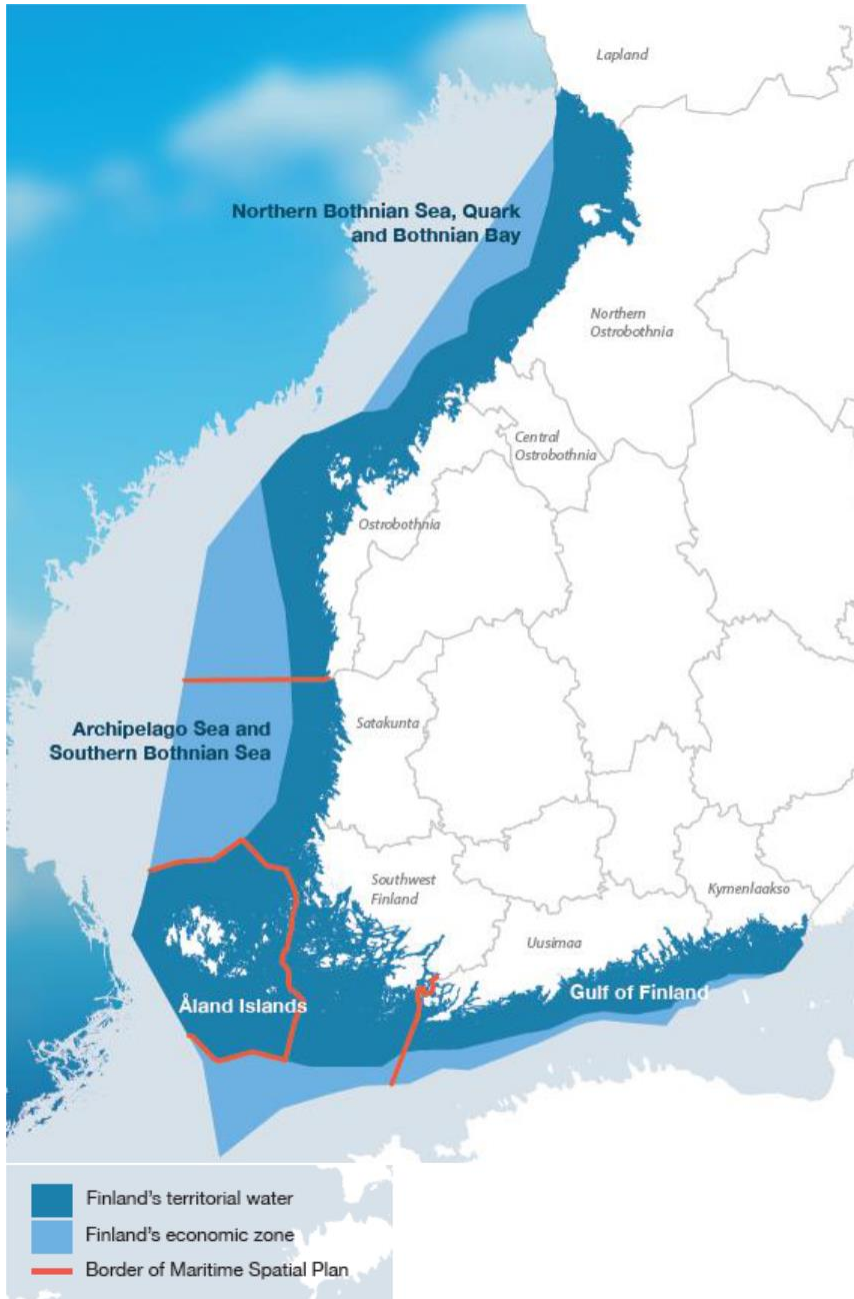 Lapland
Northern Bothnian Sea, Quark
and Bothnian Bay
Northern
Ostrobothnia
Central
Ostrobothnia
Ostrobothnia
Archipelago Sea and
Southern Bothnian Sea
Satakunta
Southwest
Finland
Kymenlaakso
Uusimaa
Åland Islands
Gulf of Finland
Finland's territorial water
Finland's economic zone
Border of Maritime Spatial Plan